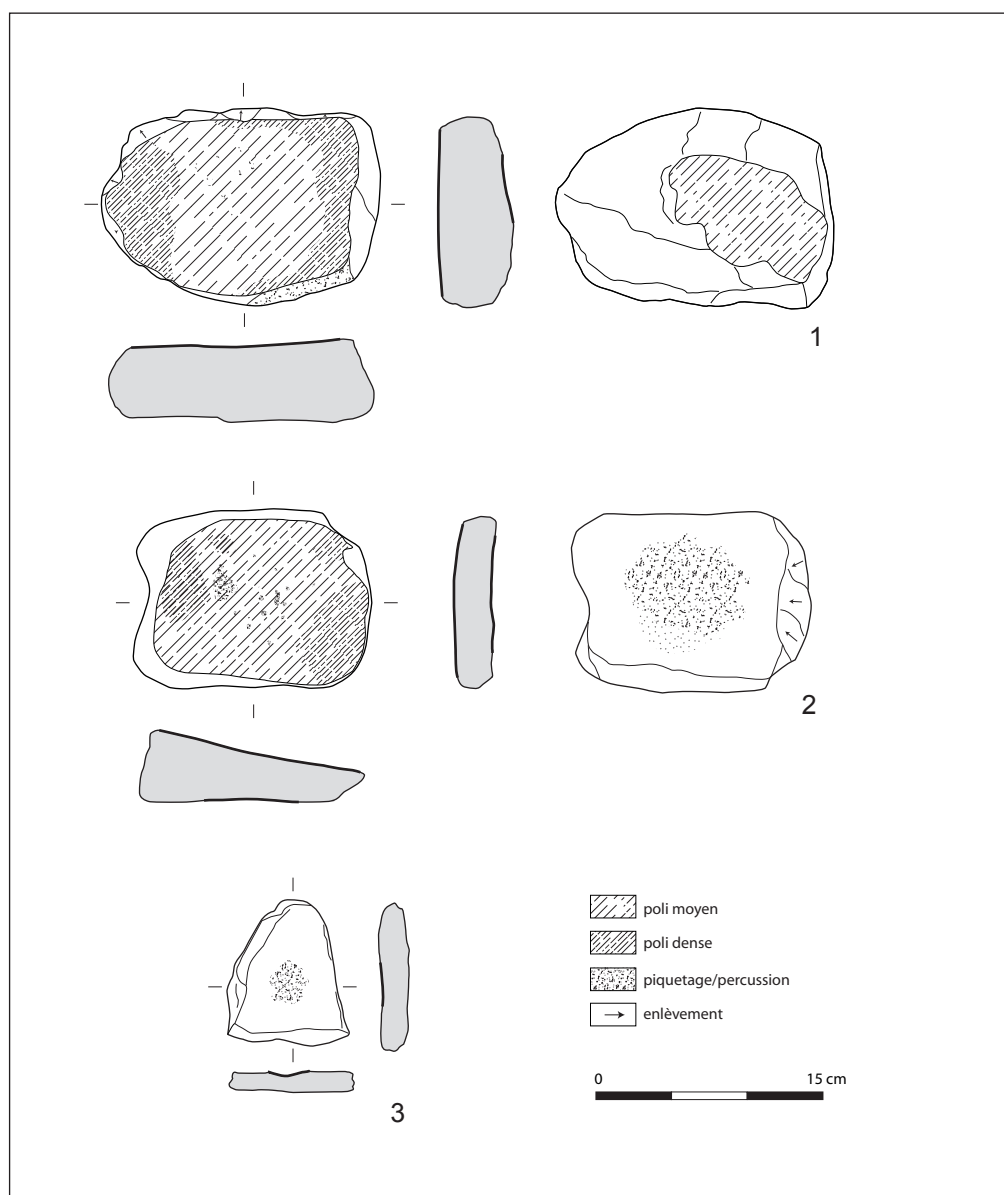 1
2
3
poli moyen
poli dense
piquetage/percussion
enlèvement
0 15 cm